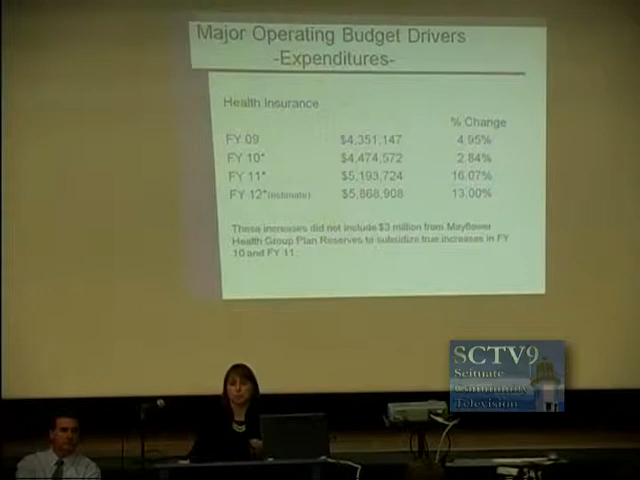 Major Operating Budget Drivers
-Expenditures-
Health Insurance
% Change
FY 09 $4,351,147 4.95%
FY 10* $4,474,572 2.84%
FY 11* $5,193,724 16.07%
FY 12*(estimate) $5,868,908 13.00%
These increases did not include $3 million from Mayflower
Health Group Plan Reserves to subsidize true increases in FY
10 and FY 11.
SCTV9
Scituate
Community
Television